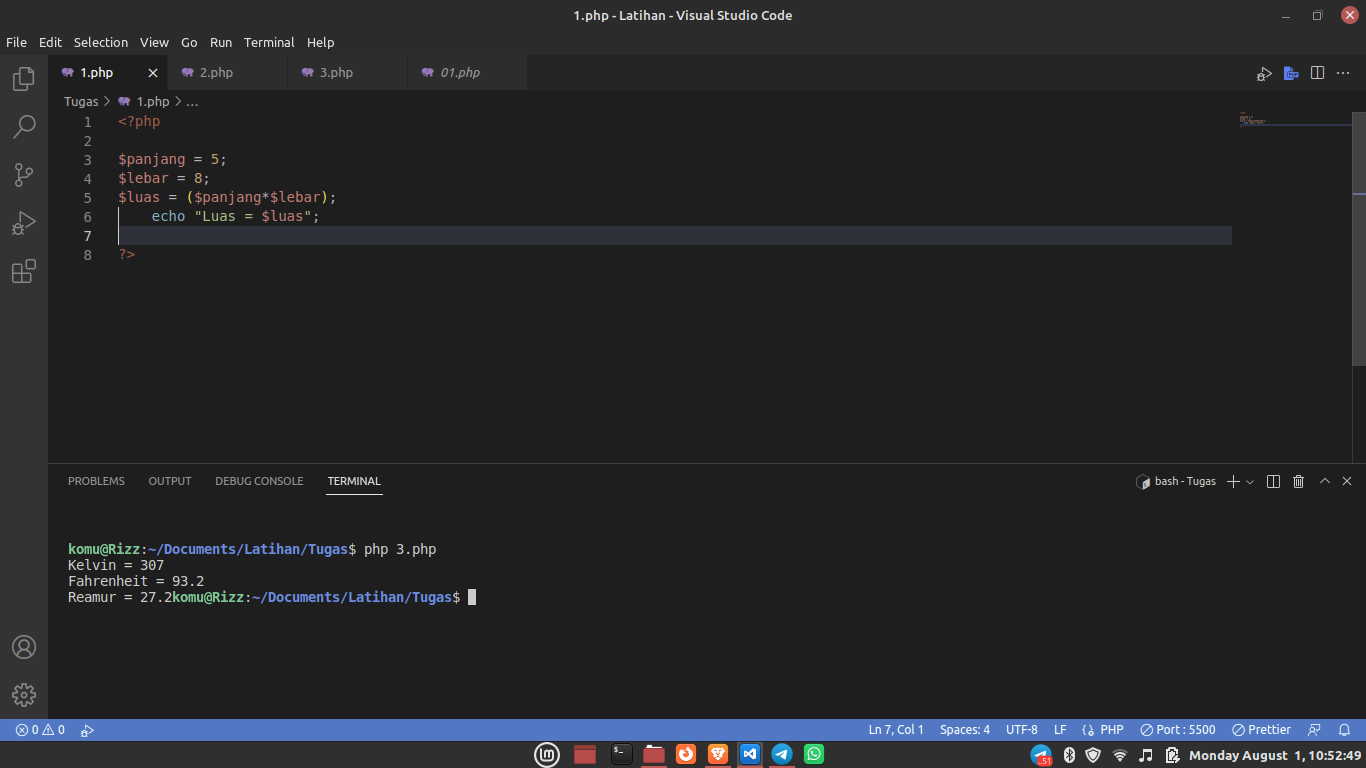 1.php - Latihan - Visual Studio Code
File Edit Selection View Go Run Terminal Help
1.php 2.php 3.php 01.php
Tugas > 1.php > ...
1 <?php
2
3 $panjang = 5;
4 $lebar = 8;
5 $luas = ($panjang*$lebar);
6 echo "Luas = $luas";
7
8 ?>
PROBLEMS OUTPUT DEBUG CONSOLE TERMINAL bash - Tugas
komu@Rizz:~/Documents/Latihan/Tugas$ php 3.php
Kelvin = 307
Fahrenheit = 93.2
Reamur = 27.2komu@Rizz:~/Documents/Latihan/Tugas$
0 0 Ln 7, Col 1 Spaces: 4 UTF-8 LF PHP Port : 5500 Prettier
Monday August 1, 10:52:49